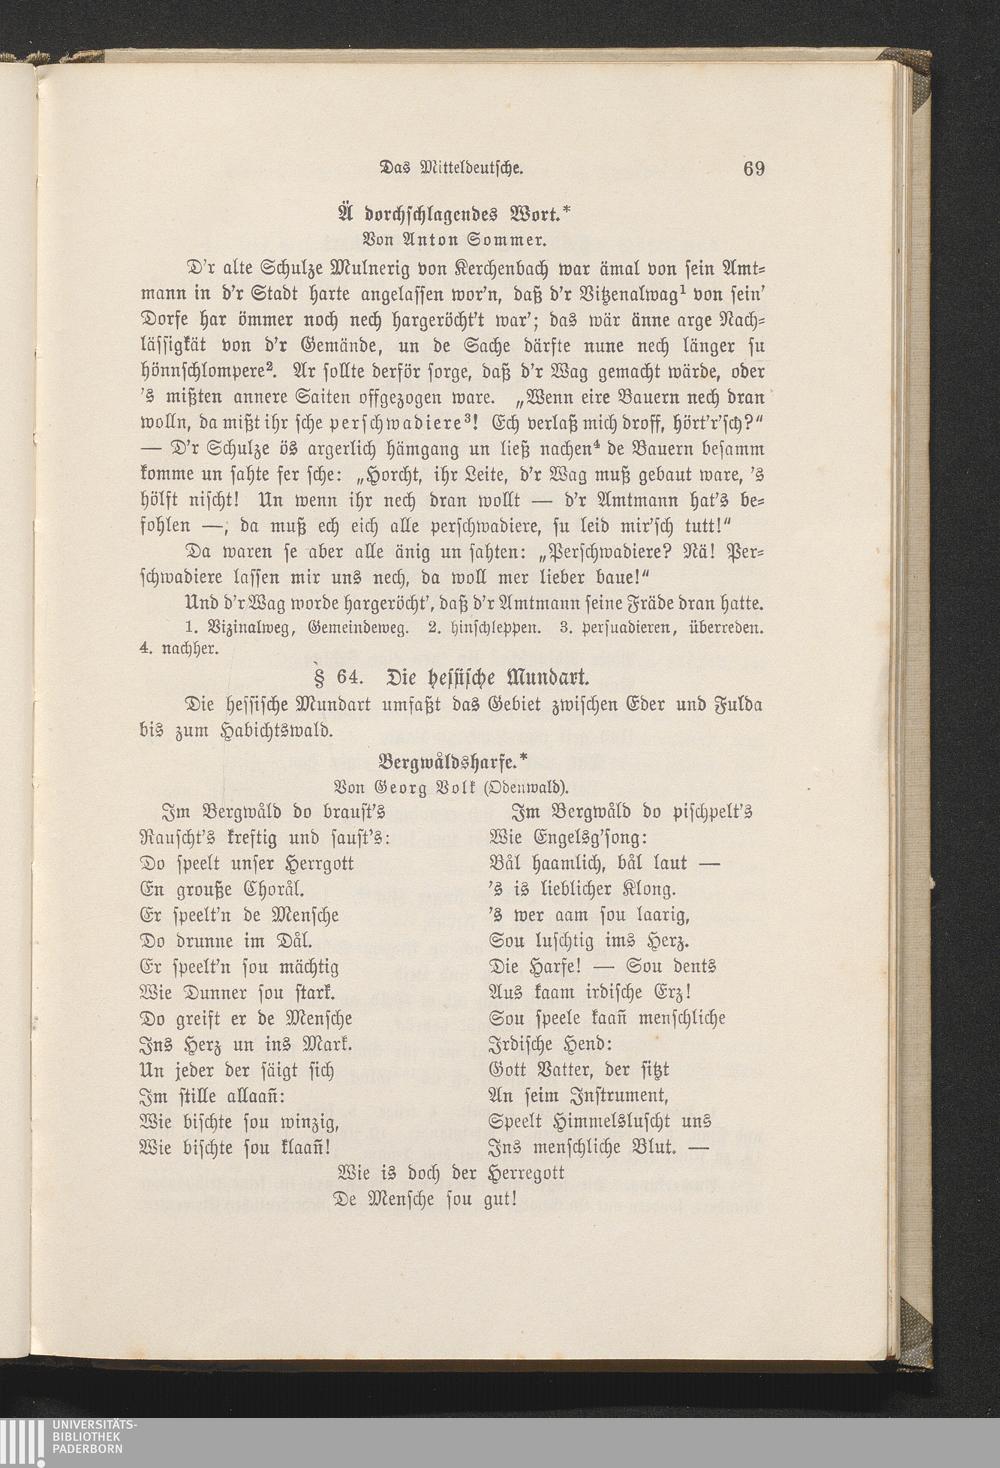 Das Mitteldeutsche. 69
Ä dorchschlagendes Wort.*
Von Anton Sommer.
D'r alte Schulze Mulnerig von Kerchenbach war ämal von sein Amt=
mann in d'r Stadt harte angelassen wor'n, daß d'r Vitzenalwag¹ von sein'
Dorfe har ömmer noch nech hargeröcht't war'; das wär änne arge Nach=
lässigkät von d'r Gemände, un de Sache därfte nune nech länger su
hönnschlompere². Ar sollte derför sorge, daß d'r Wag gemacht würde, oder
's mißten annere Saiten offgezogen ware. „Wenn eire Bauern nech dran
wolln, da mißt ihr sche perschwadiere³! Ech verlaß mich droff, hört'r'sch?"
— D'r Schulze ös argerlich hämgang un ließ nachen⁴ de Bauern besamm
komme un sahte ser sche: „Horcht, ihr Leite, d'r Wag muß gebaut ware, 's
hölft nischt! Un wenn ihr nech dran wollt — d'r Amtmann hat's be=
fohlen —, da muß ech eich alle perschwadiere, su leid mir'sch tutt!"
Da waren se aber alle änig un sahten: „Perschwadiere? Nä! Per=
schwadiere lassen mir uns nech, da woll mer lieber baue!"
Und d'r Wag worde hargeröcht', daß d'r Amtmann seine Fräde dran hatte.
1. Vizinalweg, Gemeindeweg. 2. hinschleppen. 3. persuadieren, überreden.
4. nachher.
§ 64. Die hessische Mundart.
Die hessische Mundart umfaßt das Gebiet zwischen Eder und Fulda
bis zum Habichtswald.
Bergwåldsharfe.*
Von Georg Volk (Odenwald).
Im Bergwåld do braust's
Rauscht's kreftig und saust's:
Do speelt unser Herrgott
En grouße Chorål.
Er speelt'n de Mensche
Do drunne im Dål.
Er speelt'n sou mächtig
Wie Dunner sou stark.
Do greift er de Mensche
Ins Herz un ins Mark.
Un jeder der säigt sich
Im stille allaañ:
Wie bischte sou winzig,
Wie bischte sou klaañ!
Im Bergwåld do pischpelt's
Wie Engelsg'song:
Bål haamlich, bål laut —
's is lieblicher Klong.
's wer aam sou laarig,
Sou luschtig ims Herz.
Die Harfe! — Sou dents
Aus kaam irdische Erz!
Sou speele kaañ menschliche
Irdische Hend:
Gott Vatter, der sitzt
An seim Instrument,
Speelt Himmelsluscht uns
Ins menschliche Blut. —
Wie is doch der Herregott
De Mensche sou gut!
UNIVERSITÄTS-
BIBLIOTHEK
PADERBORN